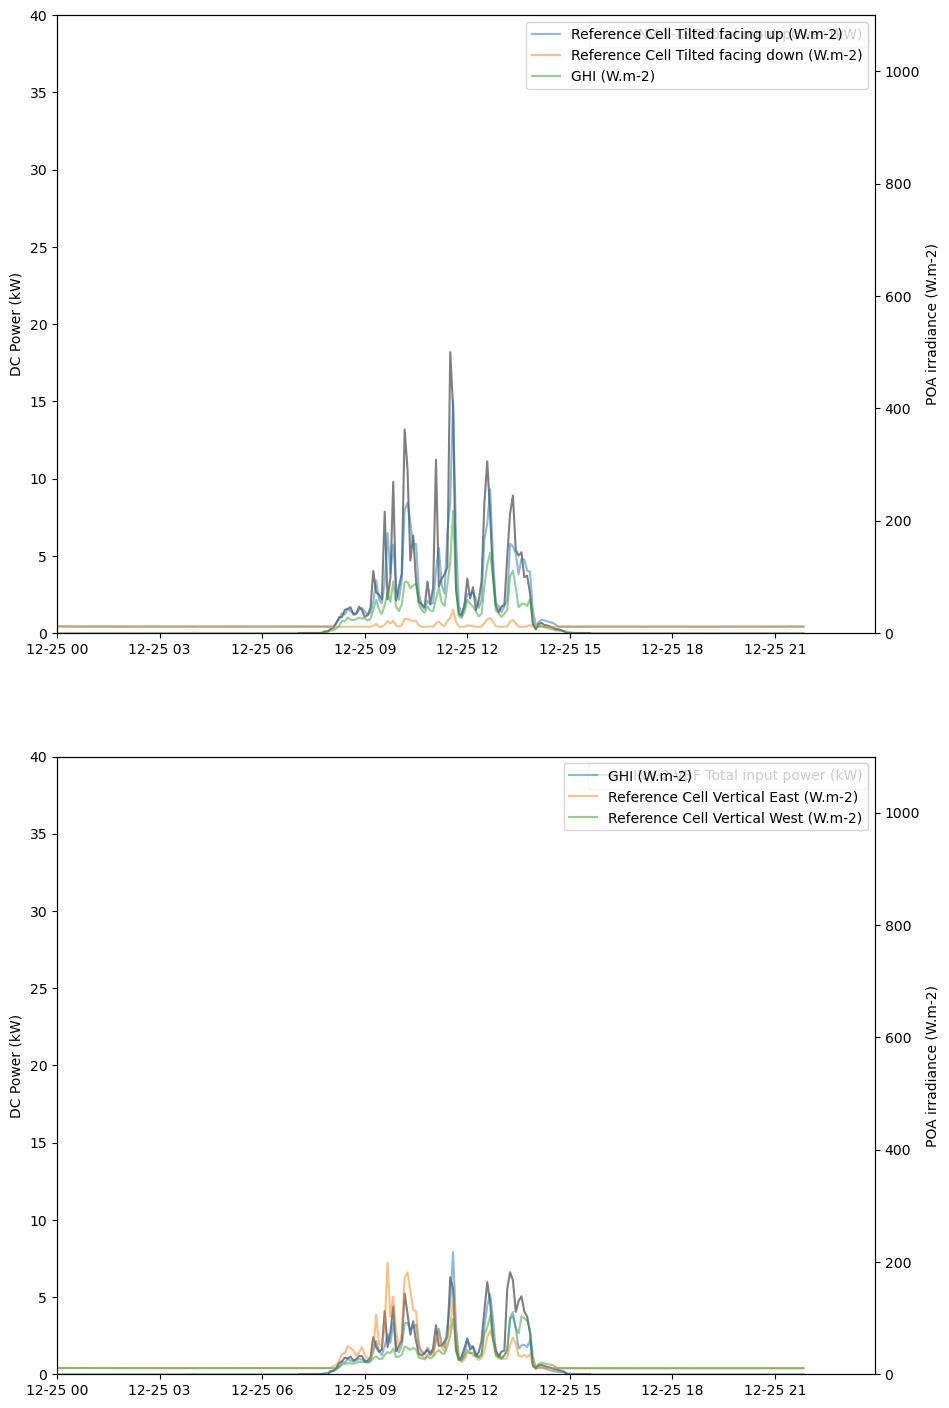 40
35
30
25
20
15
10
5
0
DC Power (kW)
1000
800
600
400
200
0
POA irradiance (W.m-2)
Reference Cell Tilted facing up (W.m-2)
Reference Cell Tilted facing down (W.m-2)
GHI (W.m-2)
12-25 00 12-25 03 12-25 06 12-25 09 12-25 12 12-25 15 12-25 18 12-25 21
40
35
30
25
20
15
10
5
0
DC Power (kW)
1000
800
600
400
200
0
POA irradiance (W.m-2)
GHI (W.m-2)
Total input power (kW)
Reference Cell Vertical East (W.m-2)
Reference Cell Vertical West (W.m-2)
12-25 00 12-25 03 12-25 06 12-25 09 12-25 12 12-25 15 12-25 18 12-25 21